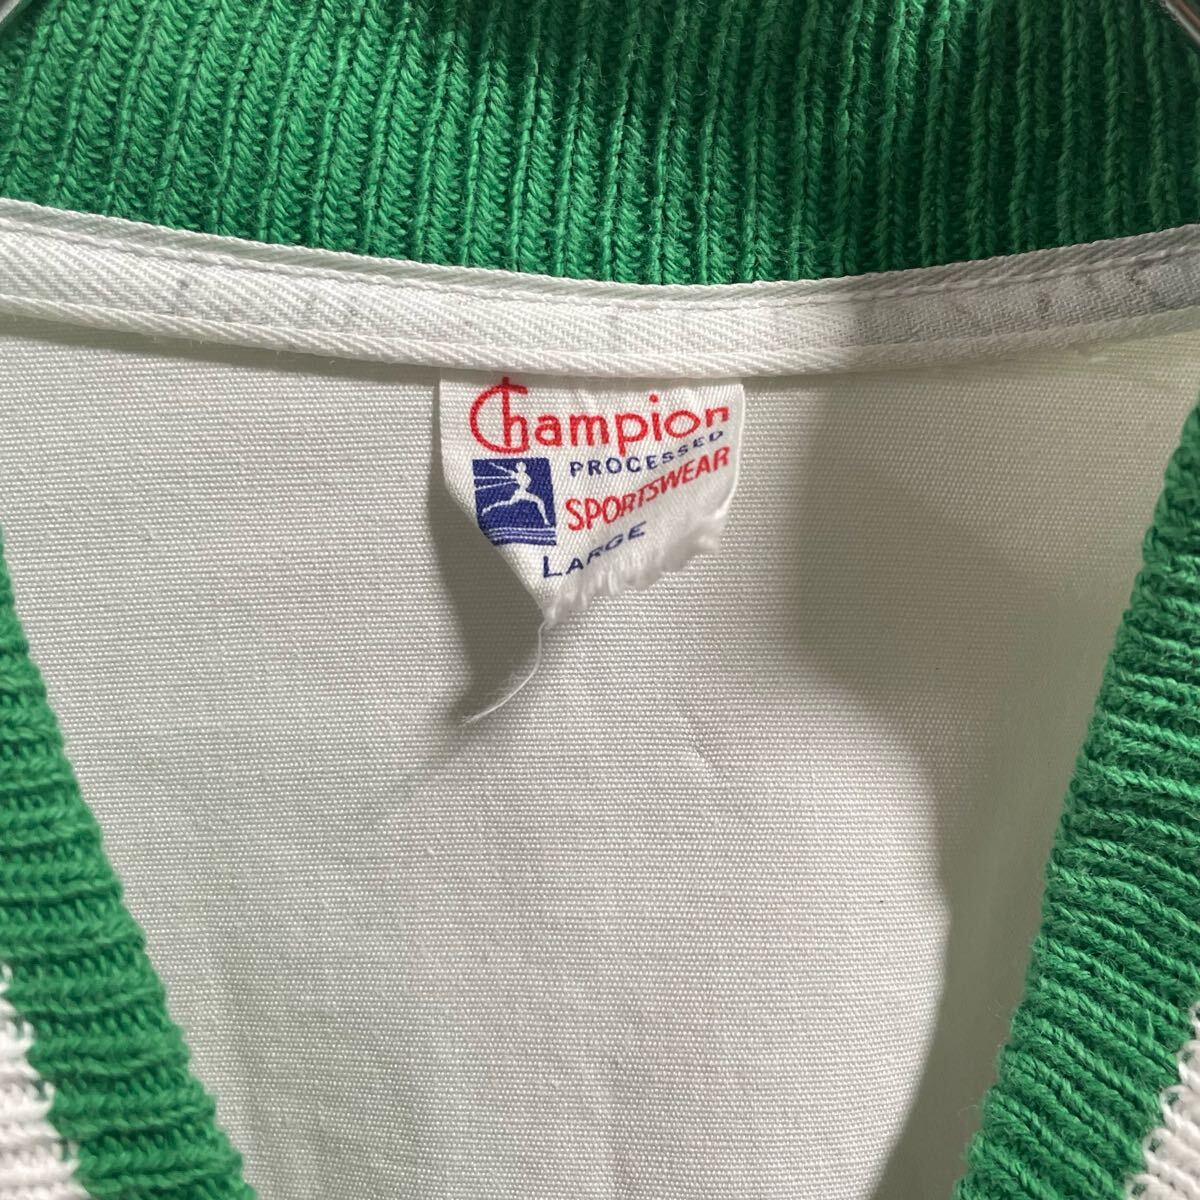 Champion
PROCESSED
SPORTSWEAR
LARGE